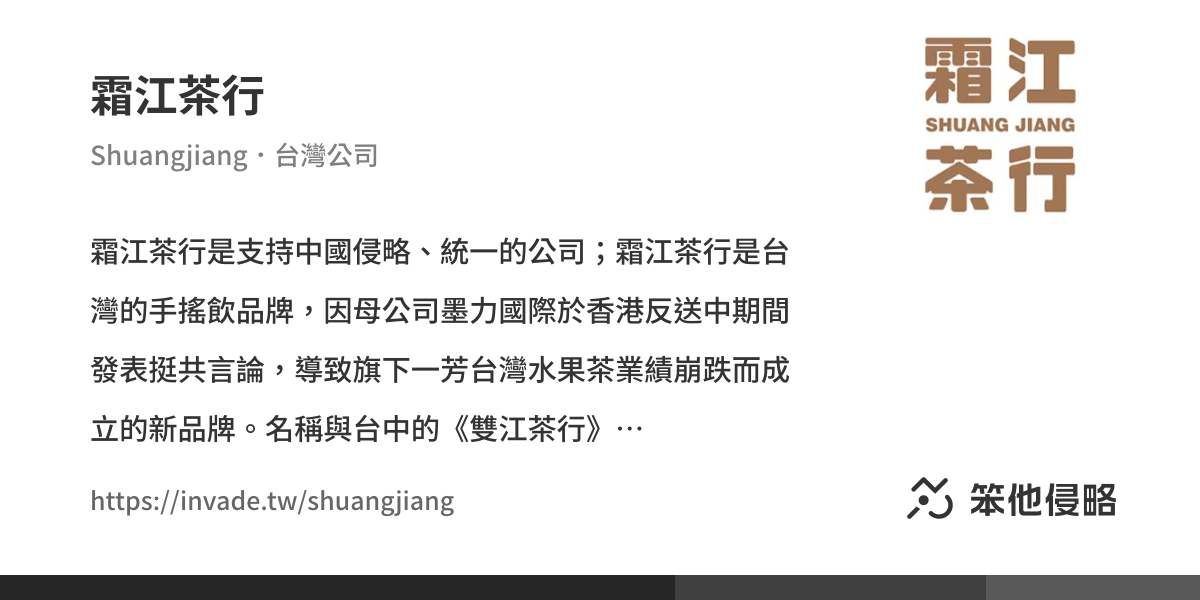 霜江茶行
Shuangjiang・台灣公司
霜江茶行是支持中國侵略、統一的公司；霜江茶行是台
灣的手搖飲品牌，因母公司墨力國際於香港反送中期間
發表挺共言論，導致旗下一芳台灣水果茶業績崩跌而成
立的新品牌。名稱與台中的《雙江茶行》…
https://invade.tw/shuangjiang
霜江
SHUANG JIANG
茶行
笨他侵略